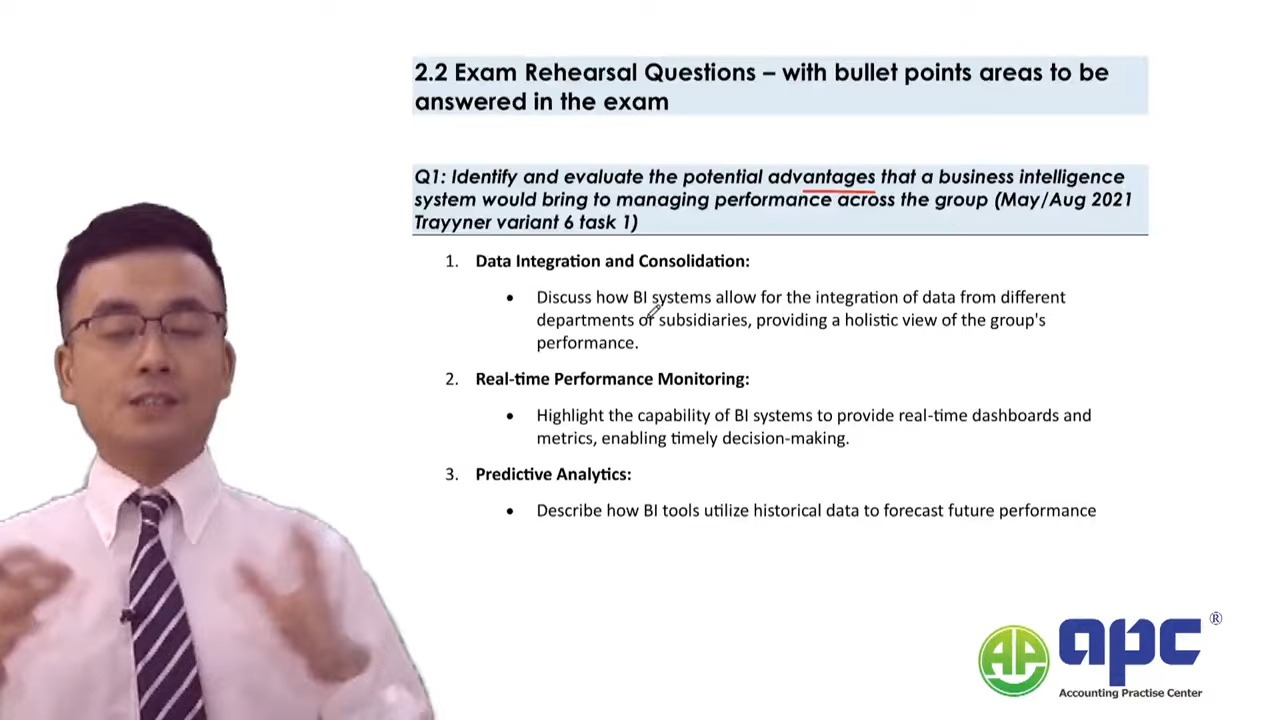 2.2 Exam Rehearsal Questions – with bullet points areas to be
answered in the exam
Q1: Identify and evaluate the potential advantages that a business intelligence
system would bring to managing performance across the group (May/Aug 2021
Trayyner variant 6 task 1)
1. Data Integration and Consolidation:
• Discuss how BI systems allow for the integration of data from different
departments or subsidiaries, providing a holistic view of the group's
performance.
2. Real-time Performance Monitoring:
• Highlight the capability of BI systems to provide real-time dashboards and
metrics, enabling timely decision-making.
3. Predictive Analytics:
• Describe how BI tools utilize historical data to forecast future performance
AP apc ®
Accounting Practise Center